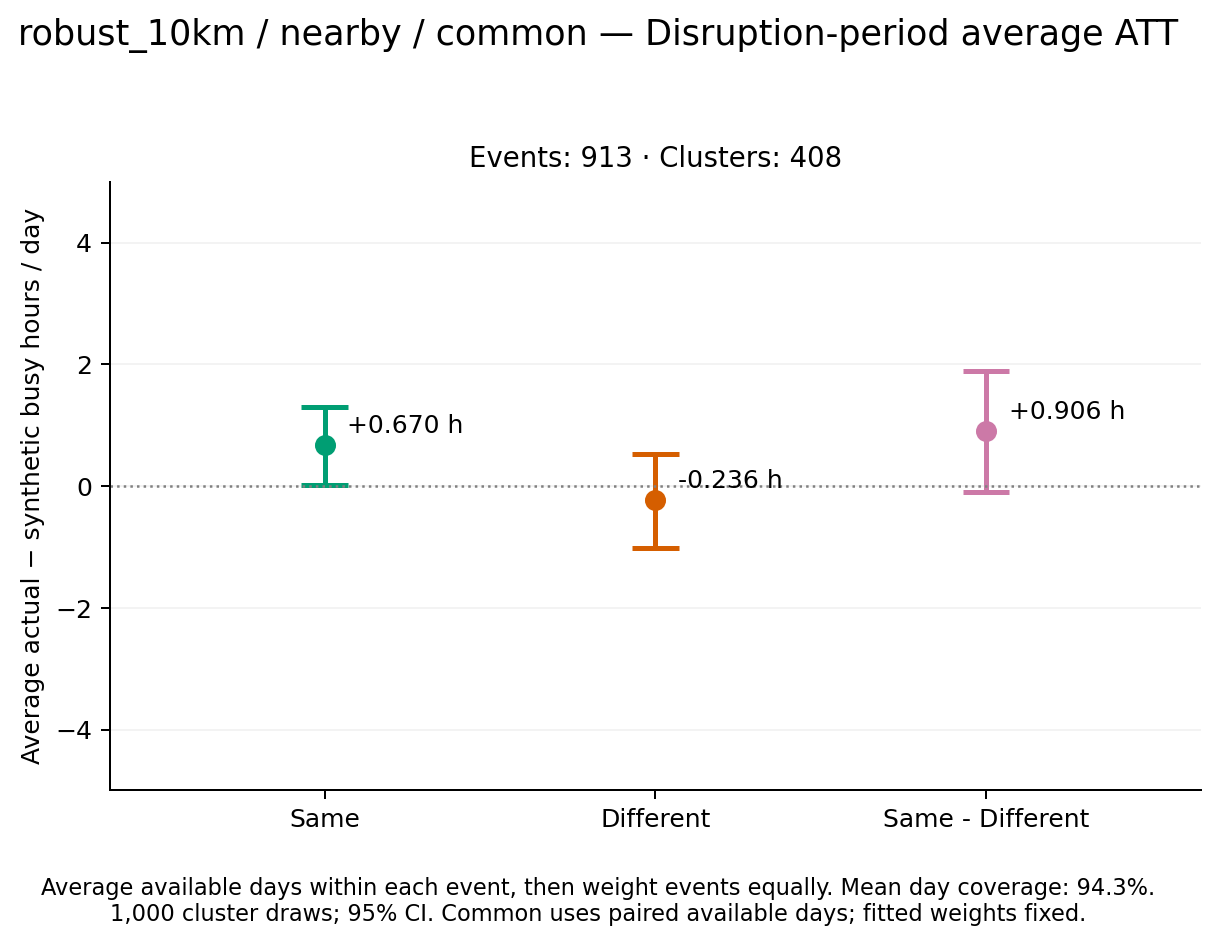 robust_10km / nearby / common — Disruption-period average ATT
Events: 913 · Clusters: 408
Average actual − synthetic busy hours / day
4
2
0
−2
−4
+0.670 h
-0.236 h
+0.906 h
Same
Different
Same - Different
Average available days within each event, then weight events equally. Mean day coverage: 94.3%.
1,000 cluster draws; 95% CI. Common uses paired available days; fitted weights fixed.